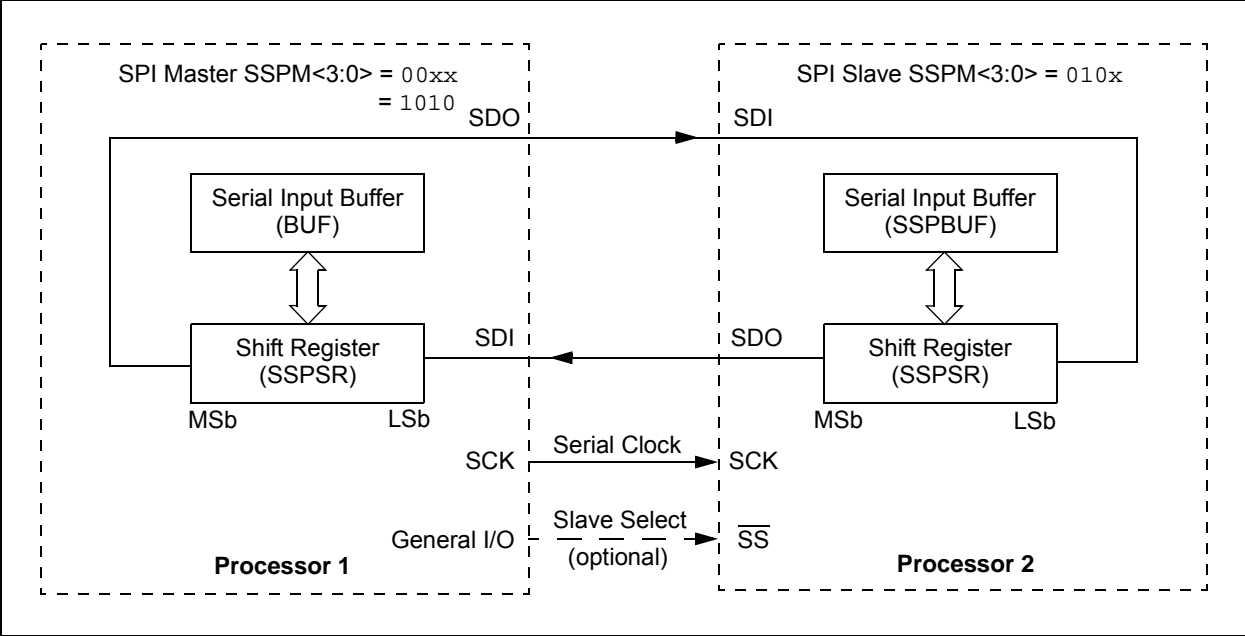 SPI Master SSPM<3:0> = 00xx
= 1010
SDO
Serial Input Buffer
(BUF)
Shift Register
(SSPSR)
MSb
LSb
SDI
SCK
General I/O
Processor 1
Serial Clock
Slave Select
(optional)
SPI Slave SSPM<3:0> = 010x
SDI
Serial Input Buffer
(SSPBUF)
SDO
Shift Register
(SSPSR)
MSb
LSb
SCK
SS
Processor 2